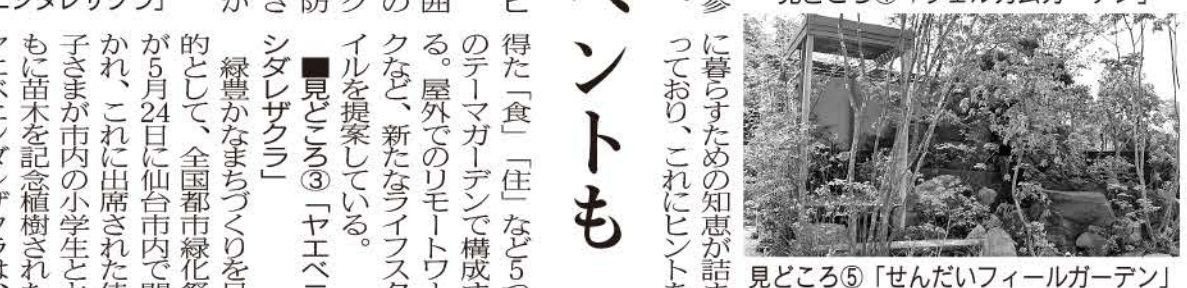 に暮らすための知恵が詰ま
っており、これにヒントを
見どころ⑤「せんだいフィールガーデン」
ントも
得た「食」「住」など5つ
のテーマガーデンで構成す
る。屋外でのリモートワー
クなど、新たなライフスタ
イルを提案している。
■見どころ③「ヤエベニ
シダレザクラ」
緑豊かなまちづくりを目
的として、全国都市緑化祭
が5月24日に仙台市内で開
かれ、これに出席された佳
子さまが市内の小学生とと
もに苗木を記念植樹された